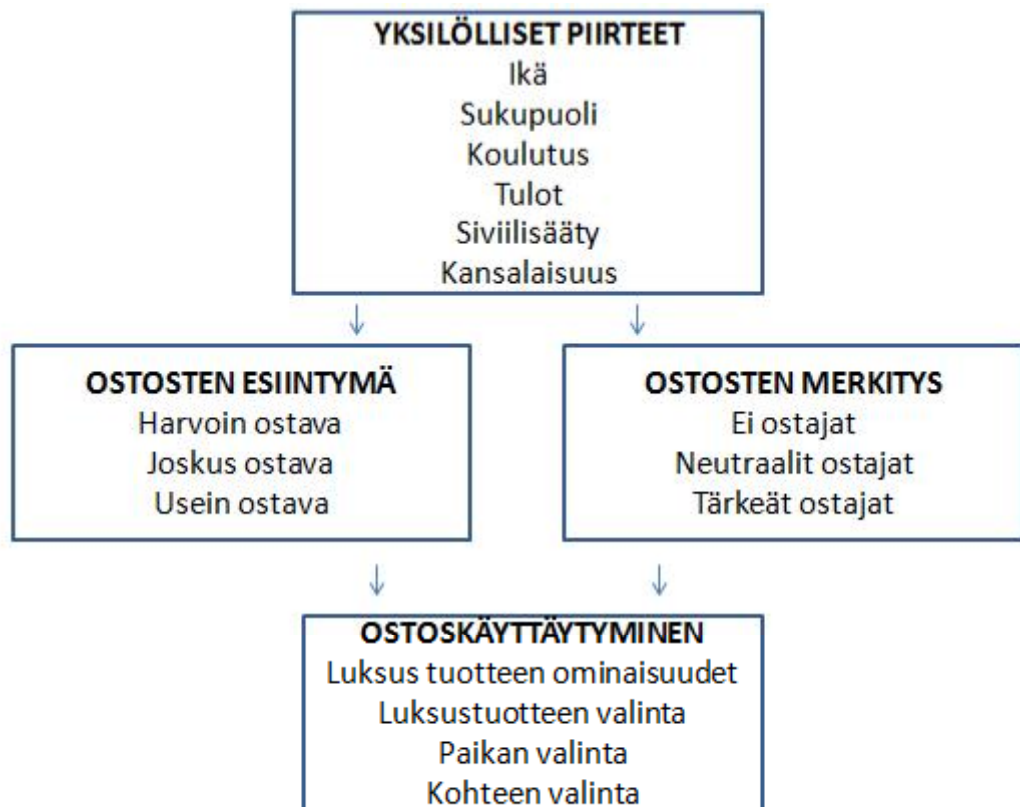 YKSILÖLLISET PIIRTEET
Ikä
Sukupuoli
Koulutus
Tulot
Siviilisääty
Kansalaisuus
OSTOSTEN ESIINTYMÄ
Harvoin ostava
Joskus ostava
Usein ostava
OSTOSTEN MERKITYS
Ei ostajat
Neutraalit ostajat
Tärkeät ostajat
OSTOSKÄYTTÄYTYMINEN
Luksus tuotteen ominaisuudet
Luksustuotteen valinta
Paikan valinta
Kohteen valinta